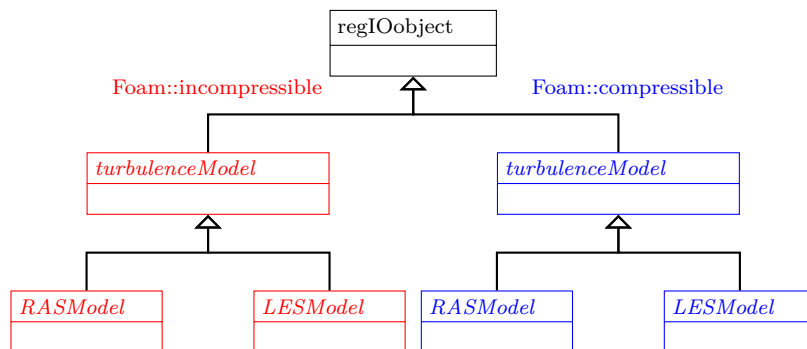 regIOobject
Foam::incompressible
Foam::compressible
turbulenceModel
turbulenceModel
RASModel
LESModel
RASModel
LESModel